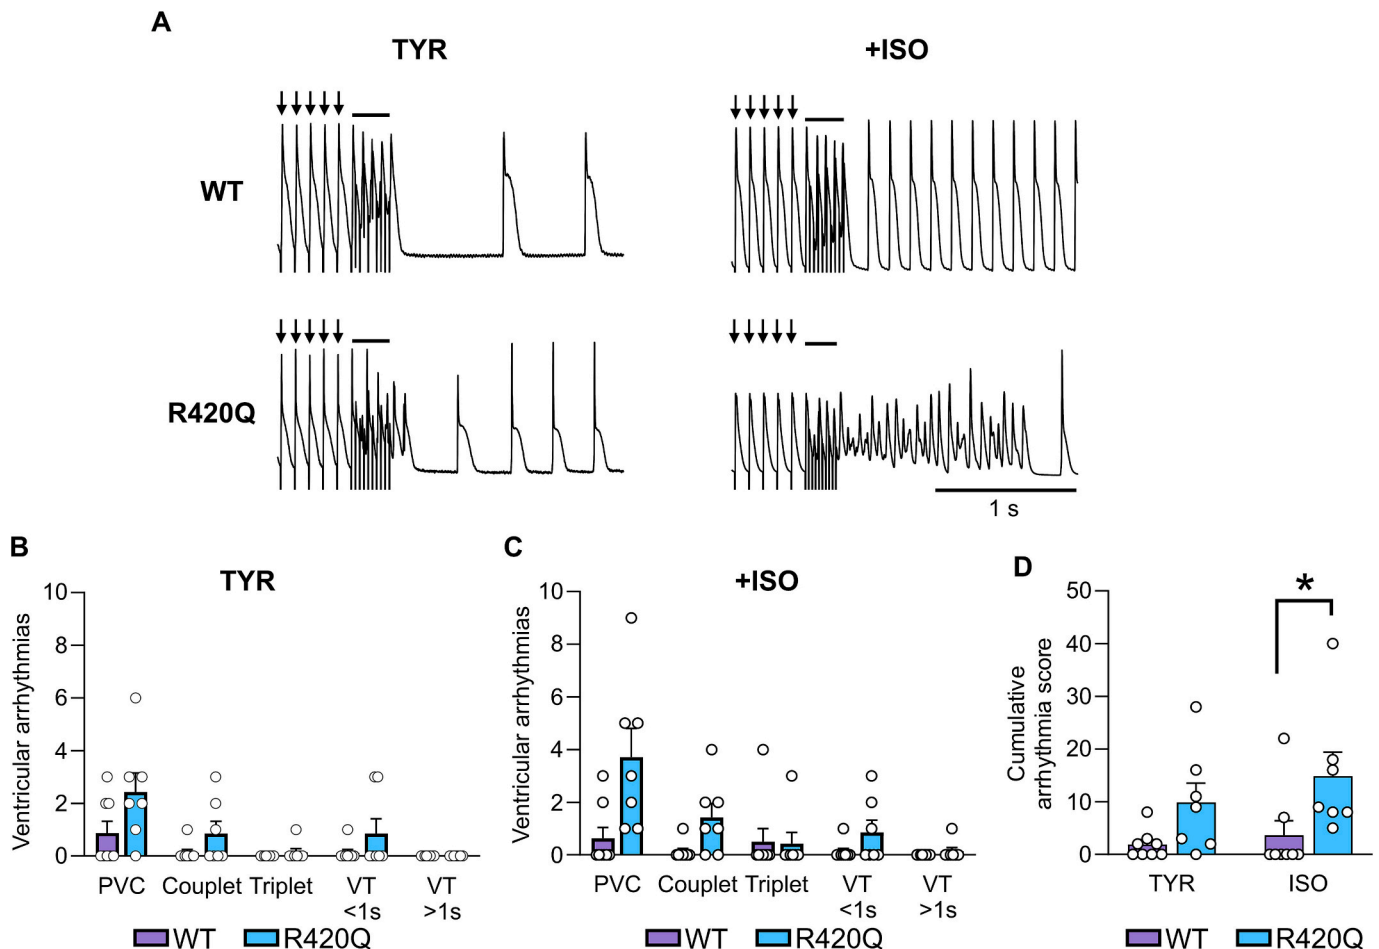 A
TYR
+ISO
WT
R420Q
1 s
B
TYR
Ventricular arrhythmias
10
8
6
4
2
0
PVC
Couplet
Triplet
VT
<1s
VT
>1s
WT
R420Q
C
+ISO
Ventricular arrhythmias
10
8
6
4
2
0
PVC
Couplet
Triplet
VT
<1s
VT
>1s
WT
R420Q
D
*
Cumulative
arrhythmia score
50
40
30
20
10
0
TYR
ISO
WT
R420Q